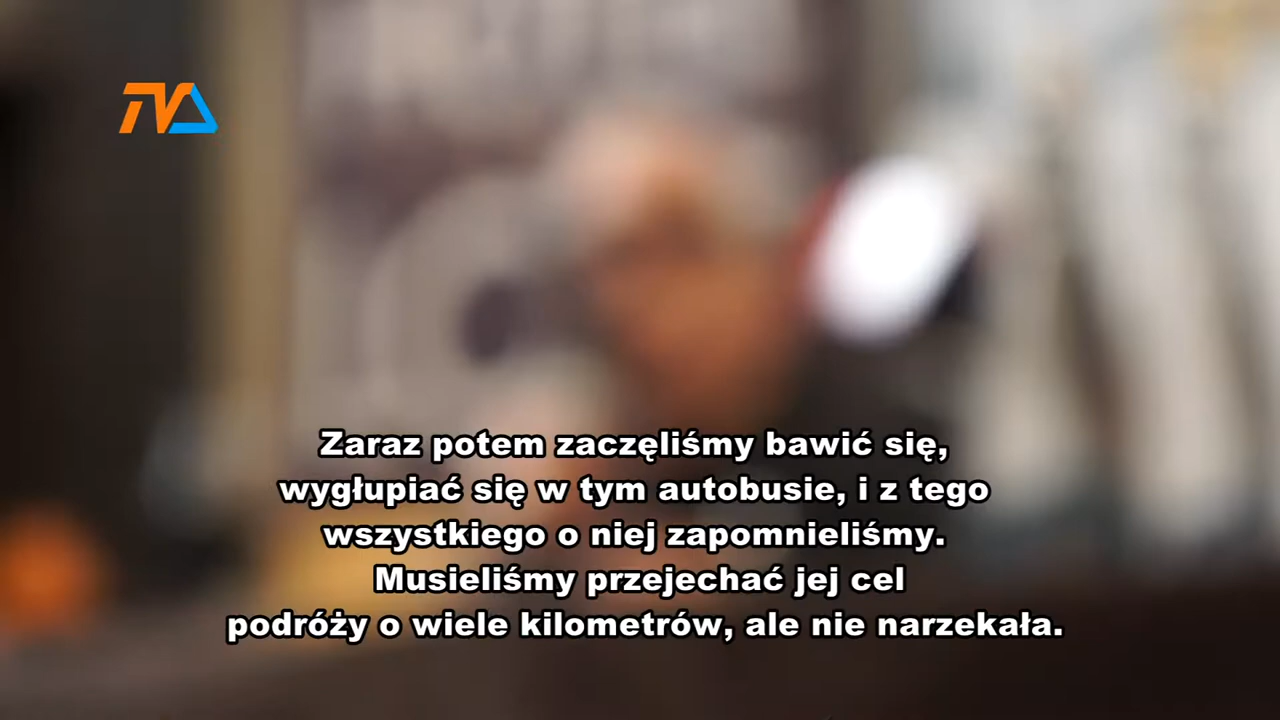 TVA
Zaraz potem zaczęliśmy bawić się,
wygłupiać się w tym autobusie, i z tego
wszystkiego o niej zapomnieliśmy.
Musieliśmy przejechać jej cel
podróży o wiele kilometrów, ale nie narzekała.